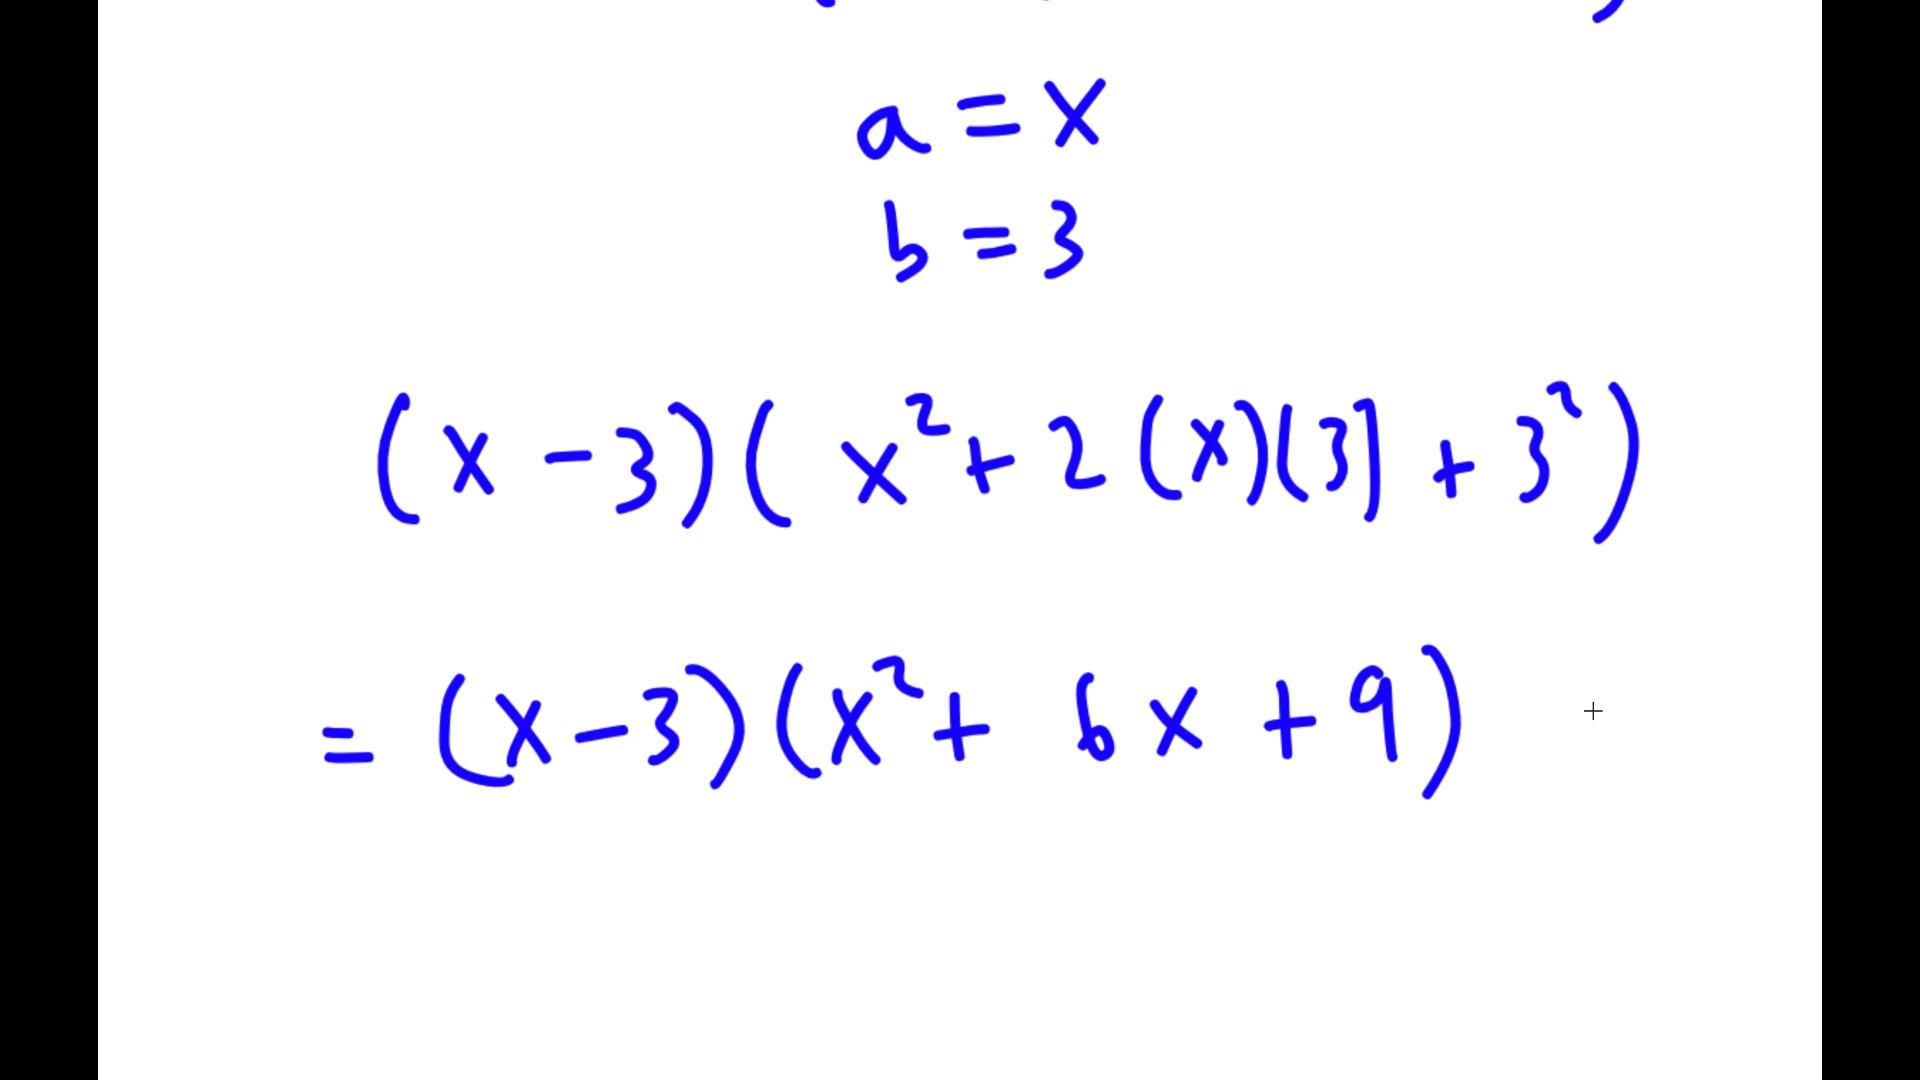 a = x
b = 3
(x - 3)(x² + 2(x)(3] + 3²)
= (x - 3)(x² + 6x + 9)